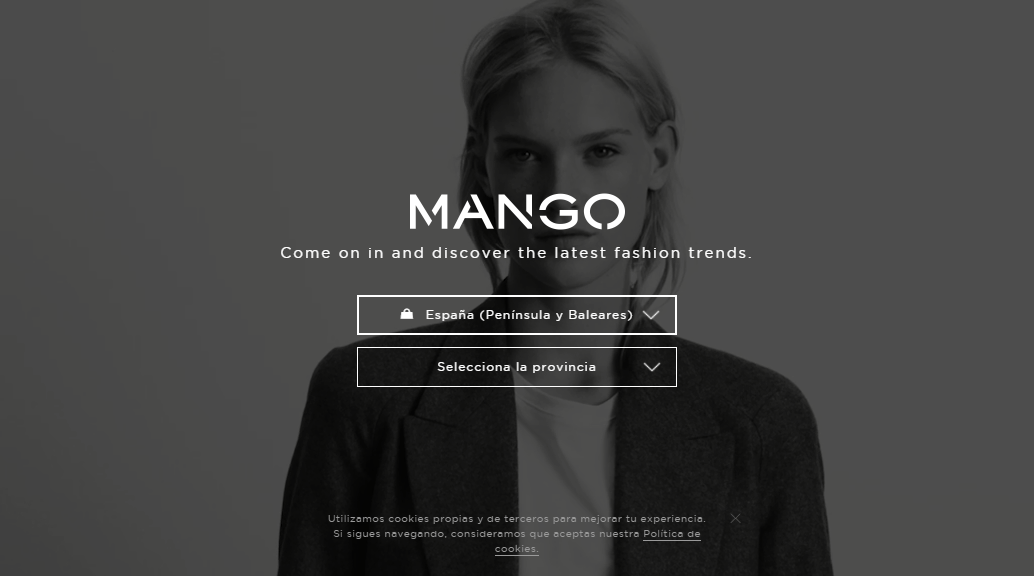 MANGO
Come on in and discover the latest fashion trends.
España (Península y Baleares)
Selecciona la provincia
Utilizamos cookies propias y de terceros para mejorar tu experiencia.
Si sigues navegando, consideramos que aceptas nuestra Política de
cookies.